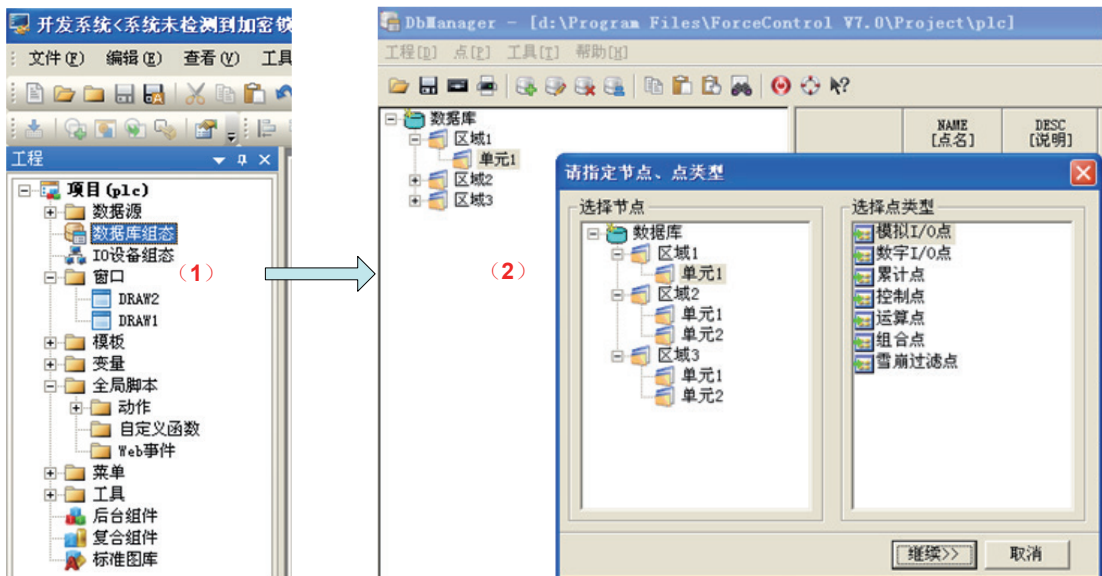 开发系统<系统未检测到加密锁
文件(F) 编辑(E) 查看(V) 工具
工程
项目(plc)
数据源
数据库组态
IO设备组态
窗口
DRAW2
DRAW1
模板
变量
全局脚本
动作
自定义函数
Web事件
菜单
工具
后台组件
复合组件
标准图库
(1)
DbManager - [d:\Program Files\ForceControl V7.0\Project\plc]
工程[D] 点[P] 工具[T] 帮助[H]
数据库
区域1
单元1
区域2
区域3
NAME
[点名]
DESC
[说明]
(2)
请指定节点、点类型
选择节点
数据库
区域1
单元1
区域2
单元1
单元2
区域3
单元1
单元2
选择点类型
模拟I/O点
数字I/O点
累计点
控制点
运算点
组合点
雪崩过滤点
继续>>
取消